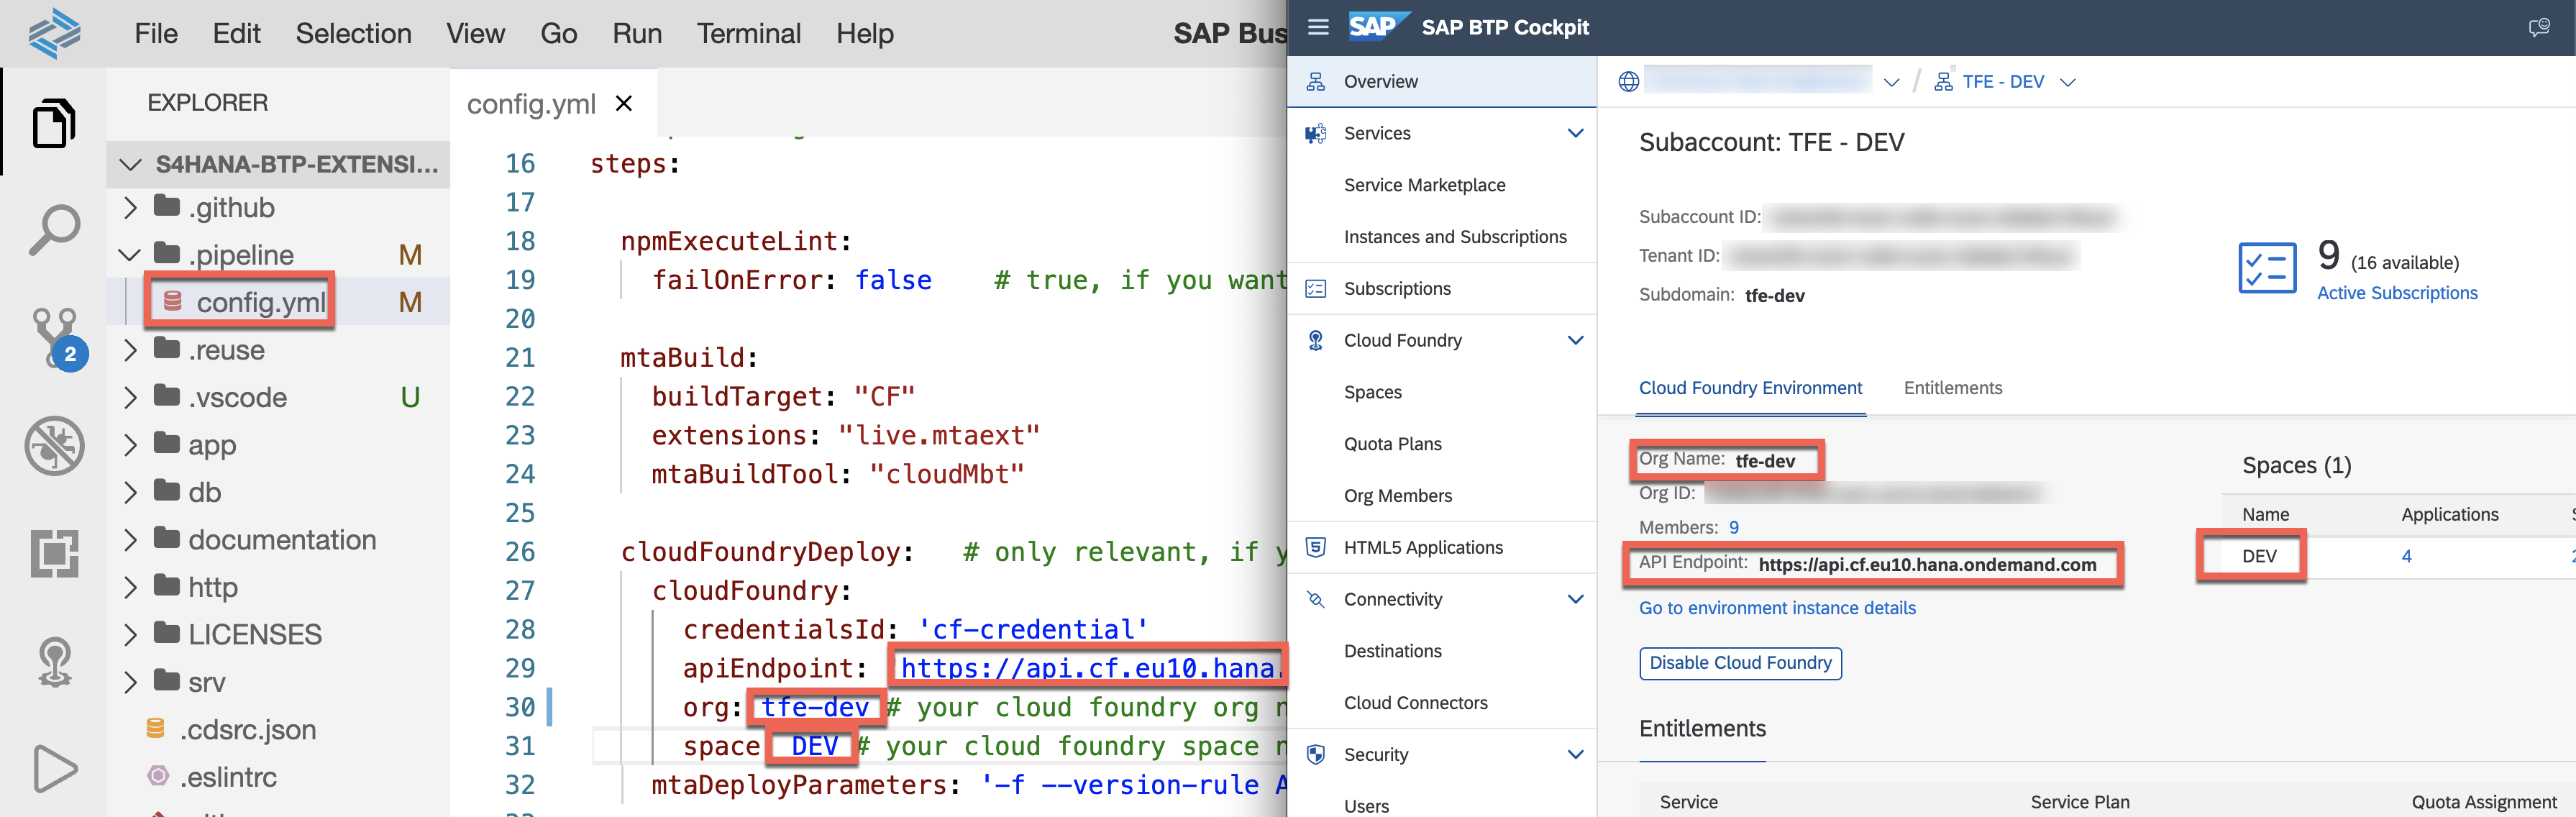 File Edit Selection View Go Run Terminal Help SAP Bus
EXPLORER
S4HANA-BTP-EXTENSI...
.github
.pipeline M
config.yml M
.reuse
.vscode U
app
db
documentation
http
LICENSES
srv
.cdsrc.json
.eslintrc
2
config.yml ×
16 steps:
17
18 npmExecuteLint:
19 failOnError: false # true, if you want
20
21 mtaBuild:
22 buildTarget: "CF"
23 extensions: "live.mtaext"
24 mtaBuildTool: "cloudMbt"
25
26 cloudFoundryDeploy: # only relevant, if y
27 cloudFoundry:
28 credentialsId: 'cf-credential'
29 apiEndpoint: 'https://api.cf.eu10.hana.
30 org: tfe-dev # your cloud foundry org n
31 space DEV # your cloud foundry space n
32 mtaDeployParameters: '-f --version-rule A
SAP SAP BTP Cockpit
Overview
Services
Service Marketplace
Instances and Subscriptions
Subscriptions
Cloud Foundry
Spaces
Quota Plans
Org Members
HTML5 Applications
Connectivity
Destinations
Cloud Connectors
Security
Users
/ TFE - DEV
Subaccount: TFE - DEV
Subaccount ID:
Tenant ID:
Subdomain: tfe-dev
9 (16 available)
Active Subscriptions
Cloud Foundry Environment Entitlements
Org Name: tfe-dev
Org ID:
Members: 9
API Endpoint: https://api.cf.eu10.hana.ondemand.com
Go to environment instance details
Disable Cloud Foundry
Spaces (1)
Name Applications
DEV 4
Entitlements
Service Service Plan Quota Assignment